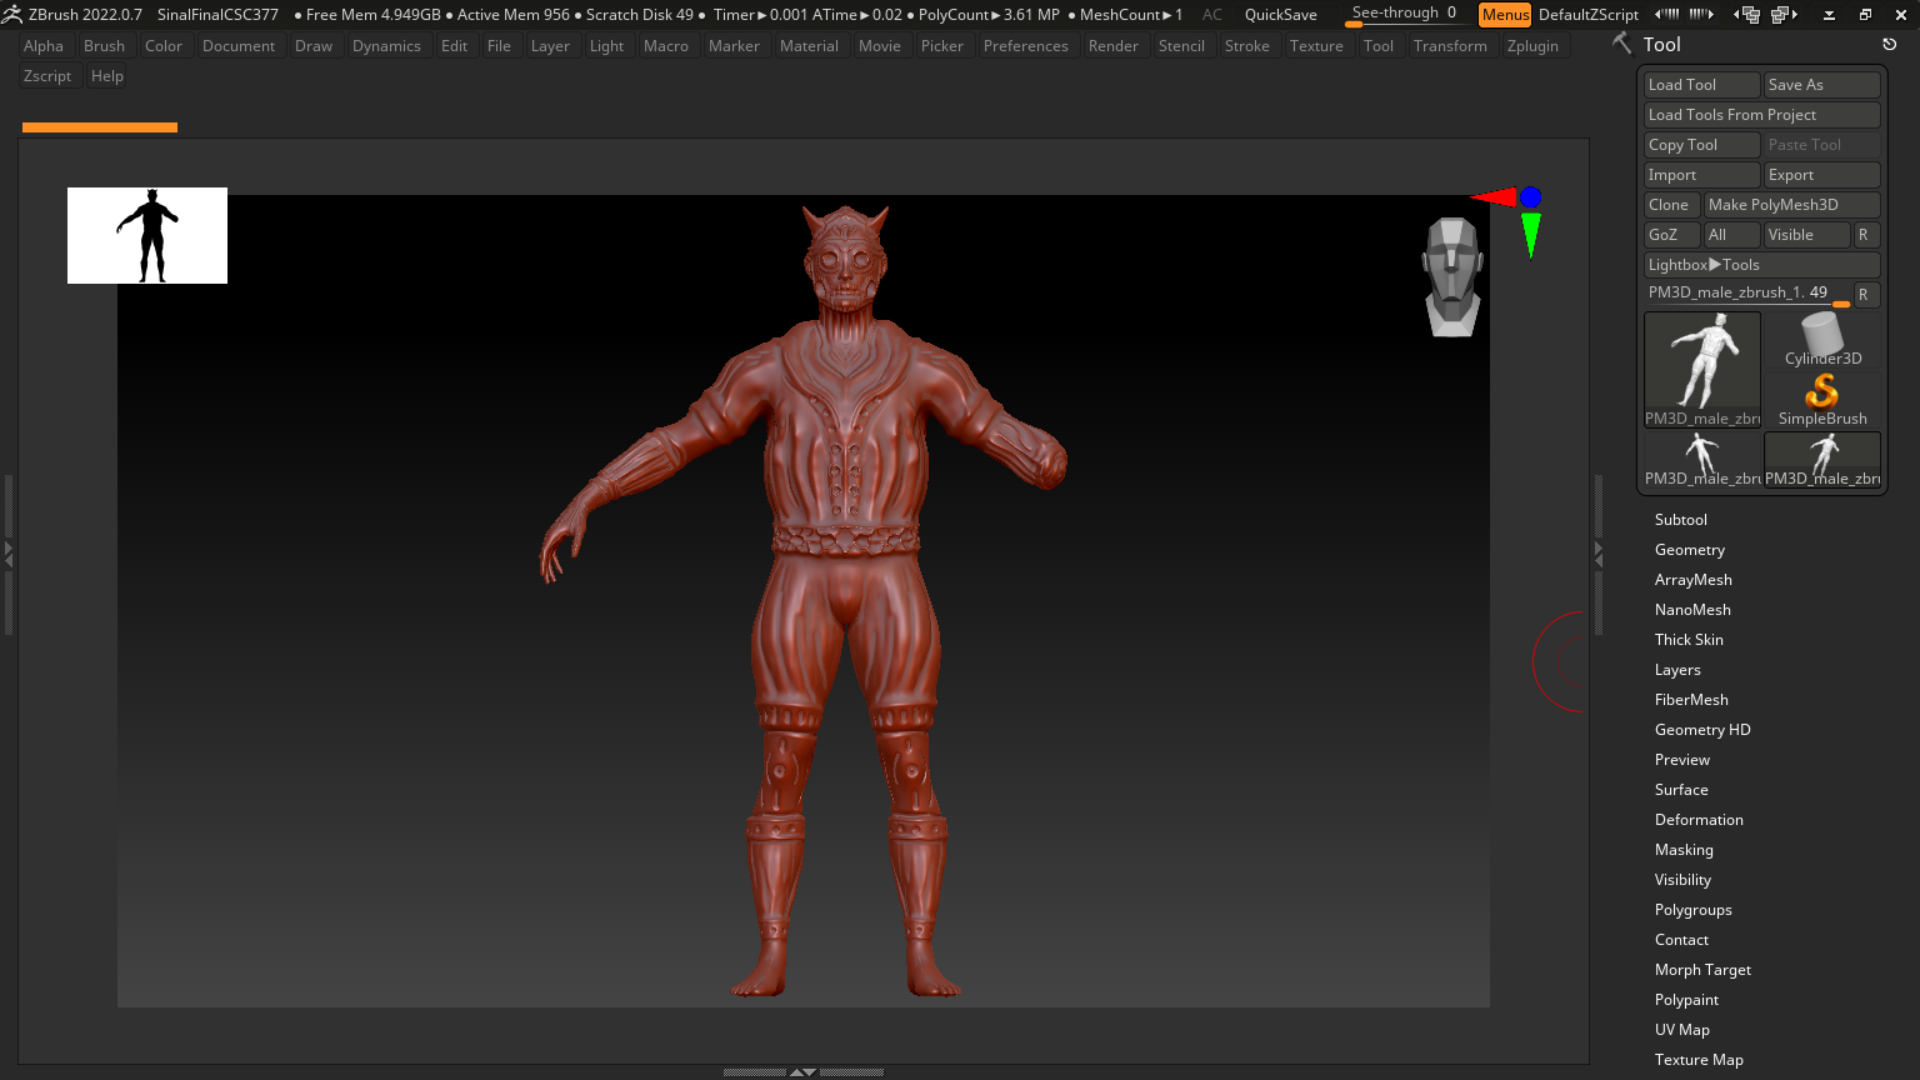 ZBrush 2022.0.7 SinalFinalCSC377 ● Free Mem 4.949GB ● Active Mem 956 ● Scratch Disk 49 ● Timer▶0.001 ATime▶0.02 ● PolyCount▶3.61 MP ● MeshCount▶1 AC QuickSave See-through 0 Menus DefaultZScript
Alpha Brush Color Document Draw Dynamics Edit File Layer Light Macro Marker Material Movie Picker Preferences Render Stencil Stroke Texture Tool Transform Zplugin
Zscript Help
Tool
Load Tool Save As
Load Tools From Project
Copy Tool Paste Tool
Import Export
Clone Make PolyMesh3D
GoZ All Visible R
Lightbox▶Tools
PM3D_male_zbrush_1. 49 R
Cylinder3D
PM3D_male_zbr SimpleBrush
PM3D_male_zbru PM3D_male_zbru
Subtool
Geometry
ArrayMesh
NanoMesh
Thick Skin
Layers
FiberMesh
Geometry HD
Preview
Surface
Deformation
Masking
Visibility
Polygroups
Contact
Morph Target
Polypaint
UV Map
Texture Map